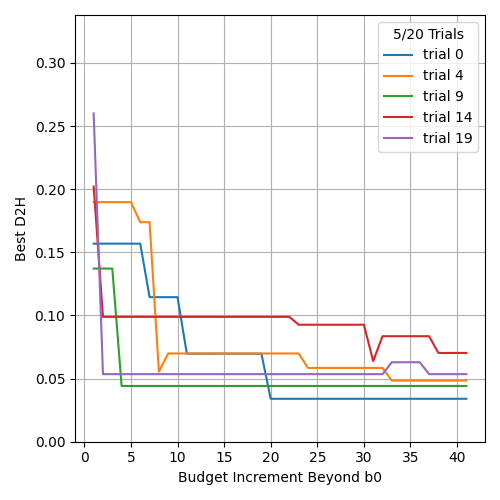 5/20 Trials
trial 0
trial 4
trial 9
trial 14
trial 19
0.30
0.25
0.20
0.15
0.10
0.05
0.00
Best D2H
0 5 10 15 20 25 30 35 40
Budget Increment Beyond b0